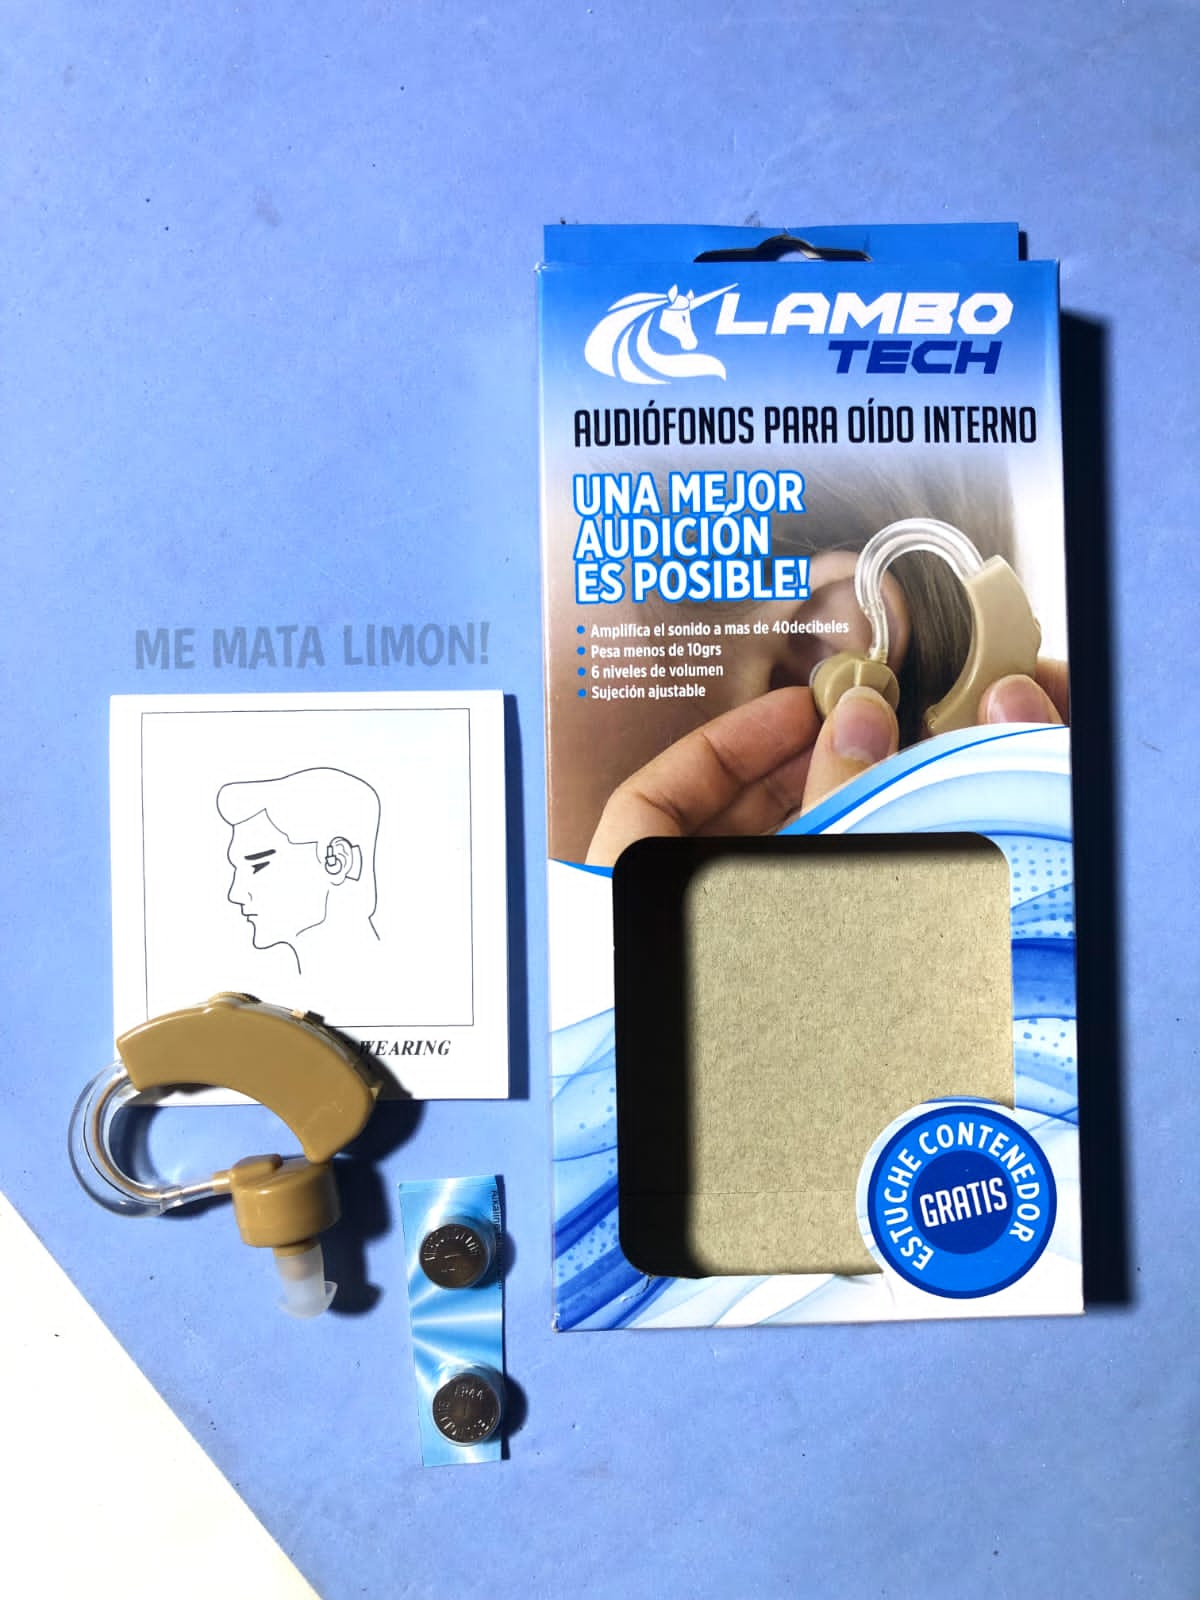 LAMBO
TECH
AUDIÓFONOS PARA OÍDO INTERNO
UNA MEJOR
AUDICIÓN
ES POSIBLE!
Amplifica el sonido a mas de 40decibeles
Pesa menos de 10grs
6 niveles de volumen
Sujeción ajustable
ME MATA LIMON!
WEARING
ESTUCHE CONTENEDOR
GRATIS